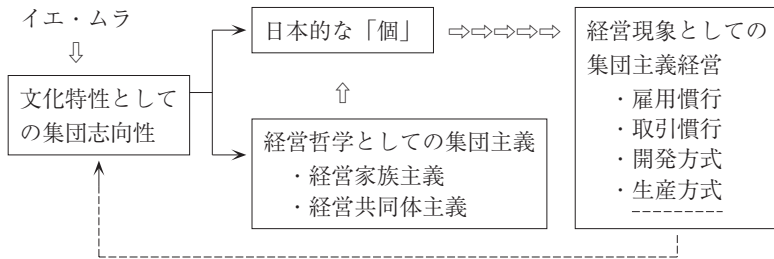 イエ・ムラ
文化特性として
の集団志向性
日本的な「個」
経営哲学としての集団主義
・経営家族主義
・経営共同体主義
経営現象としての
集団主義経営
・雇用慣行
・取引慣行
・開発方式
・生産方式